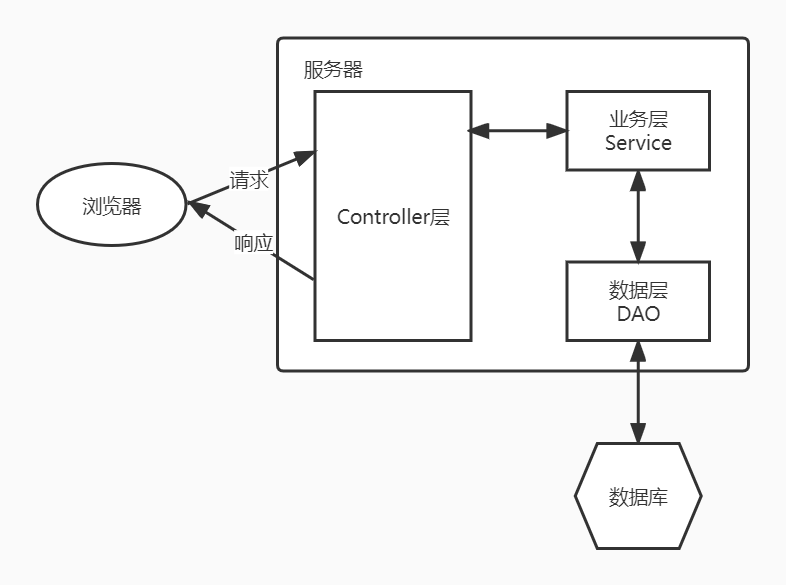 服务器
业务层
Service
请求
浏览器
Controller层
响应
数据层
DAO
数据库